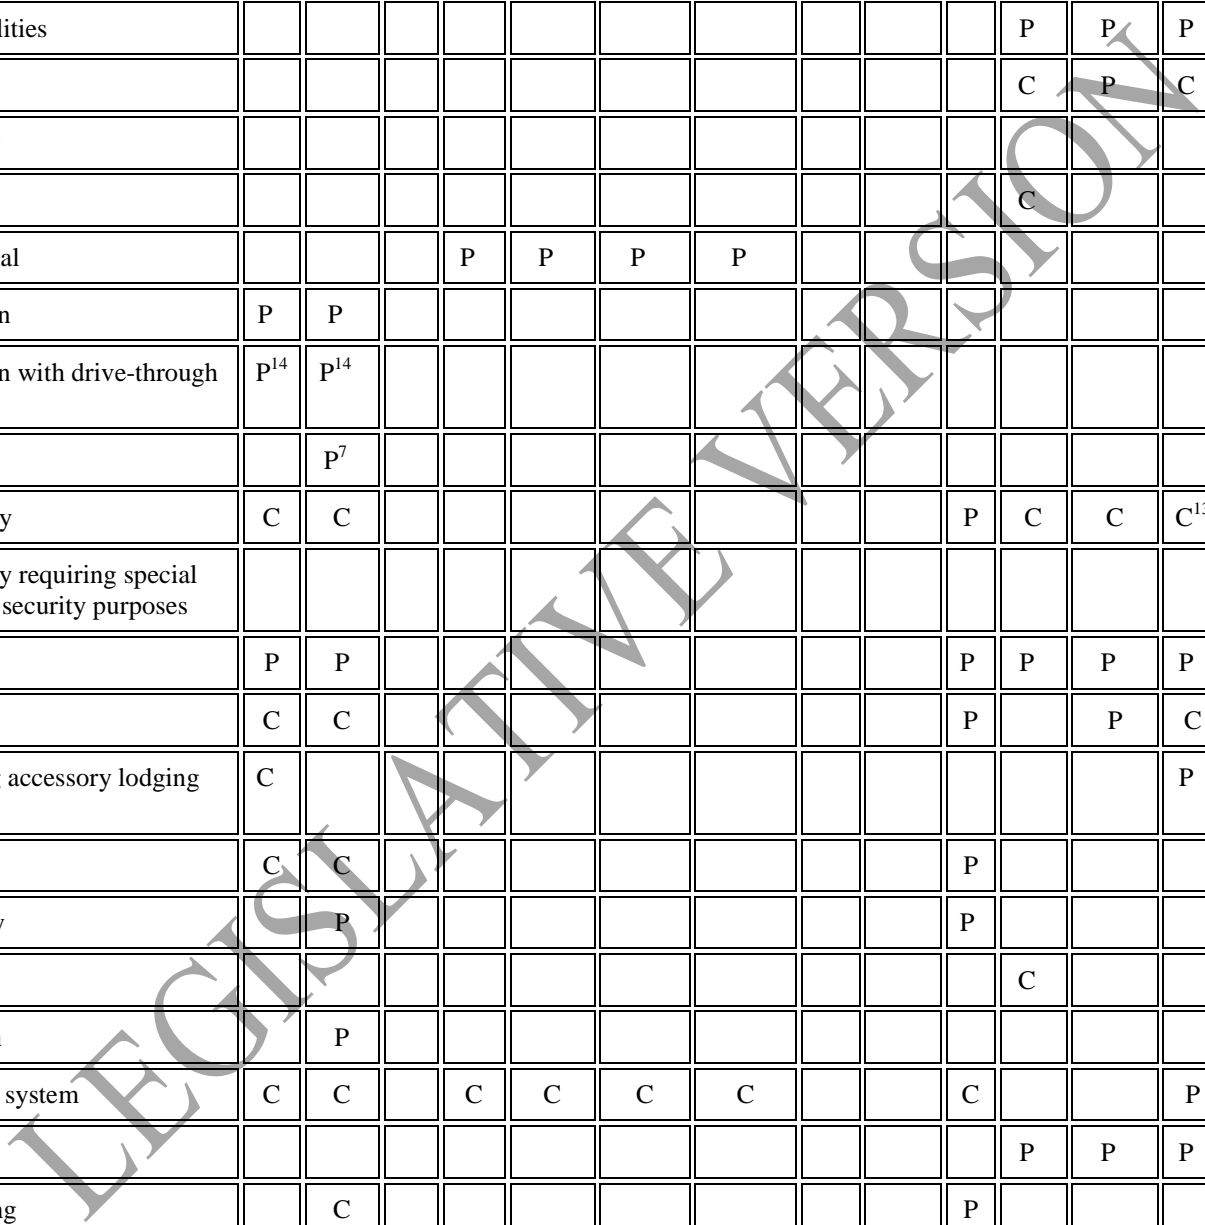 lities P P P
C P C
C
al P P P P
n P P
n with drive-through P14 P14
P7
y C C P C C C13
y requiring special
security purposes
P P P P P P
C C P P C
accessory lodging C P
C C P
y P P
C
n P
system C C C C C C C P
P P P
ng C P
LEGISLATIVE VERSION